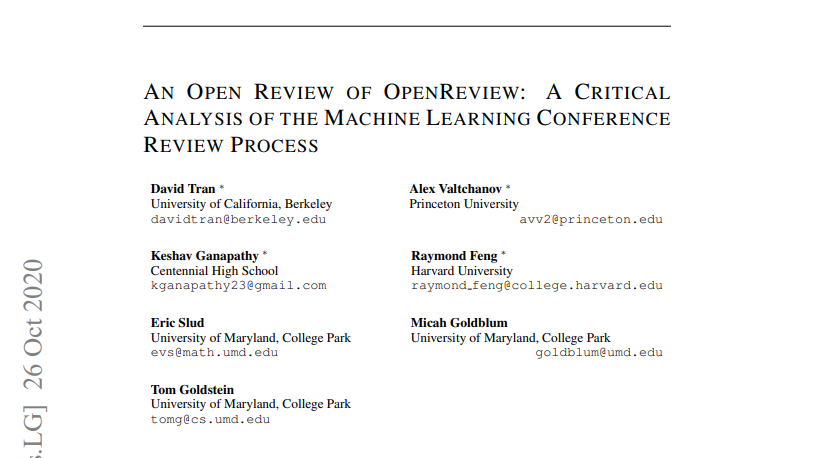 AN OPEN REVIEW OF OPENREVIEW: A CRITICAL
ANALYSIS OF THE MACHINE LEARNING CONFERENCE
REVIEW PROCESS
David Tran *
University of California, Berkeley
davidtran@berkeley.edu
Alex Valtchanov *
Princeton University
avv2@princeton.edu
Keshav Ganapathy *
Centennial High School
kganapathy23@gmail.com
Raymond Feng *
Harvard University
raymond_feng@college.harvard.edu
Eric Slud
University of Maryland, College Park
evs@math.umd.edu
Micah Goldblum
University of Maryland, College Park
goldblum@umd.edu
Tom Goldstein
University of Maryland, College Park
tomg@cs.umd.edu
s.LG] 26 Oct 2020